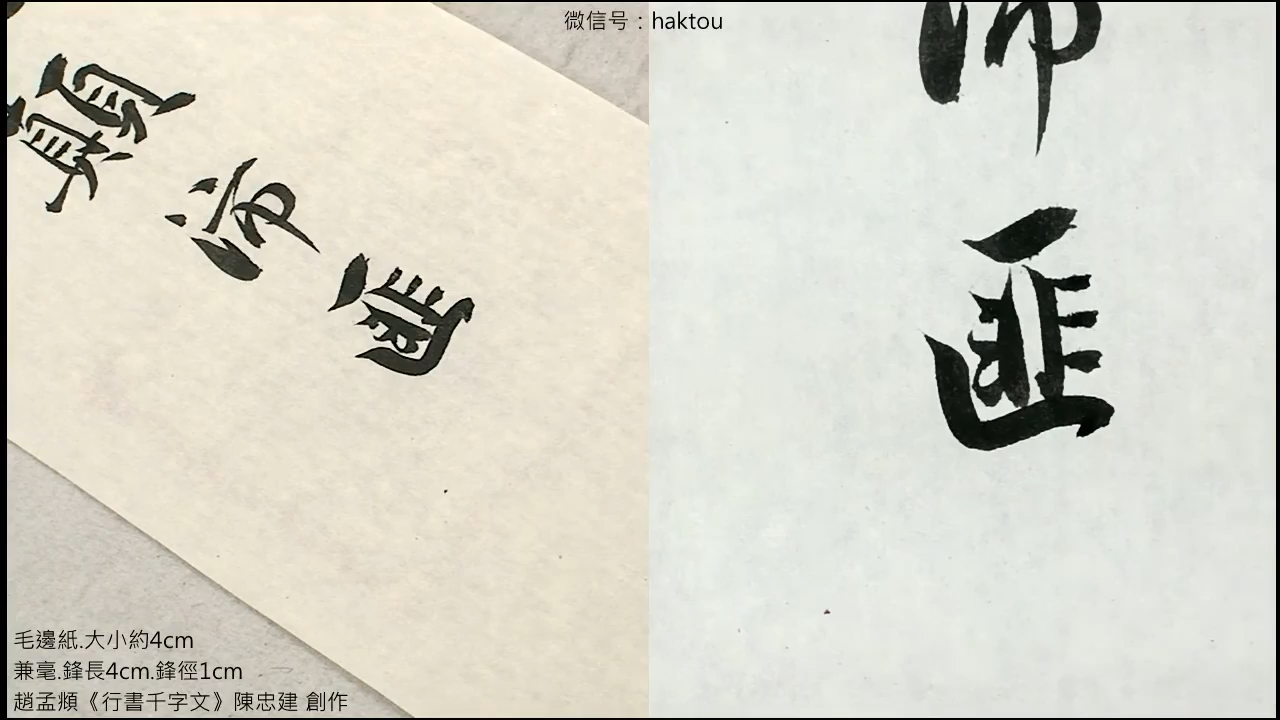 微信号：haktou
顛沛匪
匪
毛邊紙.大小約4cm
兼毫.鋒長4cm.鋒徑1cm
趙孟頫《行書千字文》陳忠建 創作